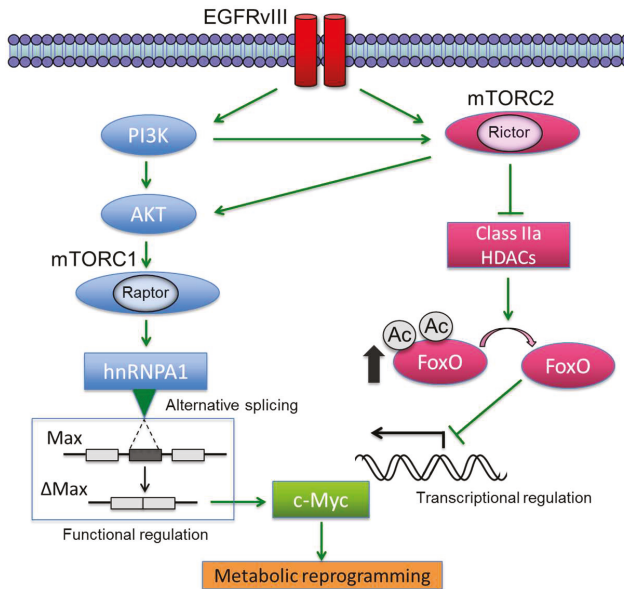 EGFRvIII
mTORC2
PI3K
Rictor
AKT
Class IIa
HDACs
mTORC1
Raptor
Ac
Ac
FoxO
FoxO
hnRNPA1
Alternative splicing
Max
ΔMax
c-Myc
Transcriptional regulation
Functional regulation
Metabolic reprogramming